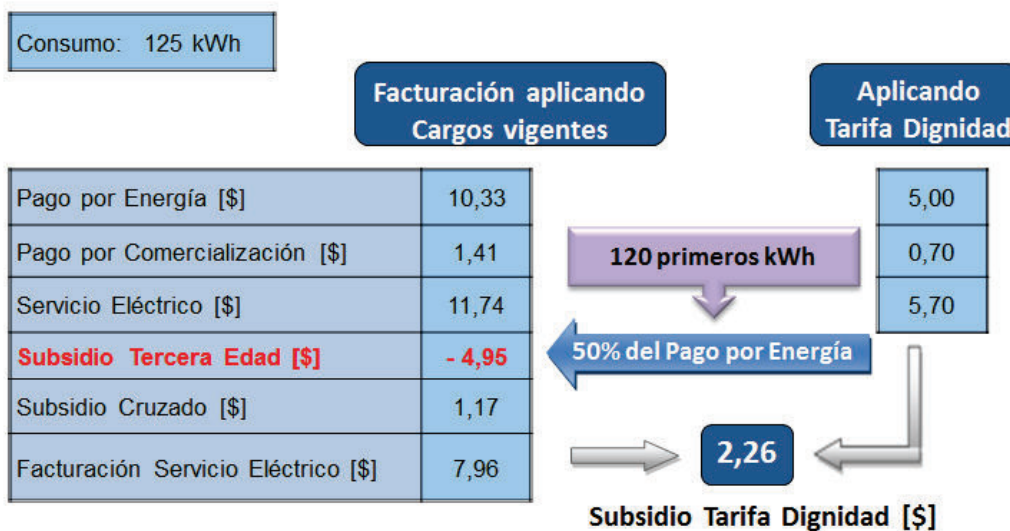 Consumo: 125 kWh
Facturación aplicando
Cargos vigentes
Aplicando
Tarifa Dignidad
Pago por Energía [$] 10,33 5,00
Pago por Comercialización [$] 1,41 0,70
120 primeros kWh
Servicio Eléctrico [$] 11,74 5,70
Subsidio Tercera Edad [$] - 4,95
50% del Pago por Energía
Subsidio Cruzado [$] 1,17
Facturación Servicio Eléctrico [$] 7,96
2,26
Subsidio Tarifa Dignidad [$]